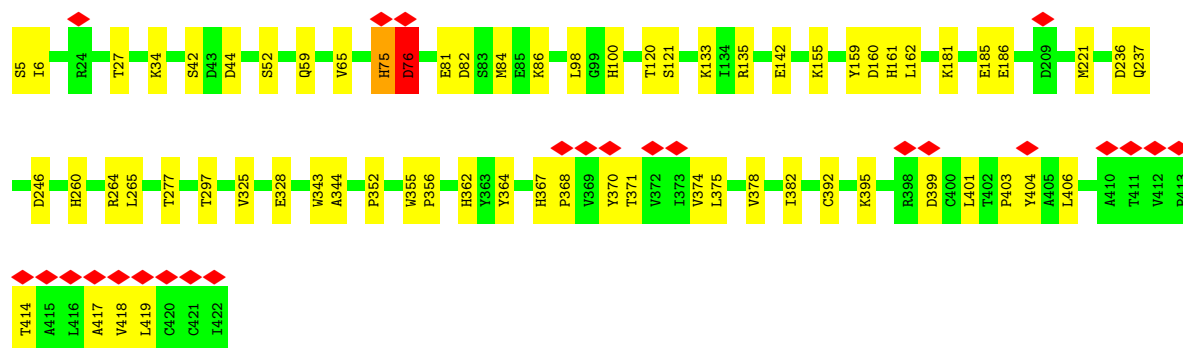 S5 I6 R24 T27 K34 S42 D43 D44 S52 Q59 V65 H75 D76 E81 D82 S83 M84 E85 K86 L98 G99 H100 T120 S121 K133 I134 R135 E142 K155 Y159 D160 H161 L162 K181 E185 E186 D209 M221 D236 Q237
D246 H260 R264 L265 T277 T297 V325 E328 W343 A344 P352 W355 P356 H362 Y363 Y364 H367 P368 V369 Y370 T371 V372 I373 V374 L375 V378 I382 C392 K395 R398 D399 C400 L401 T402 P403 Y404 A405 L406 A410 T411 V412
T414 A415 L416 A417 V418 L419 C420 C421 I422